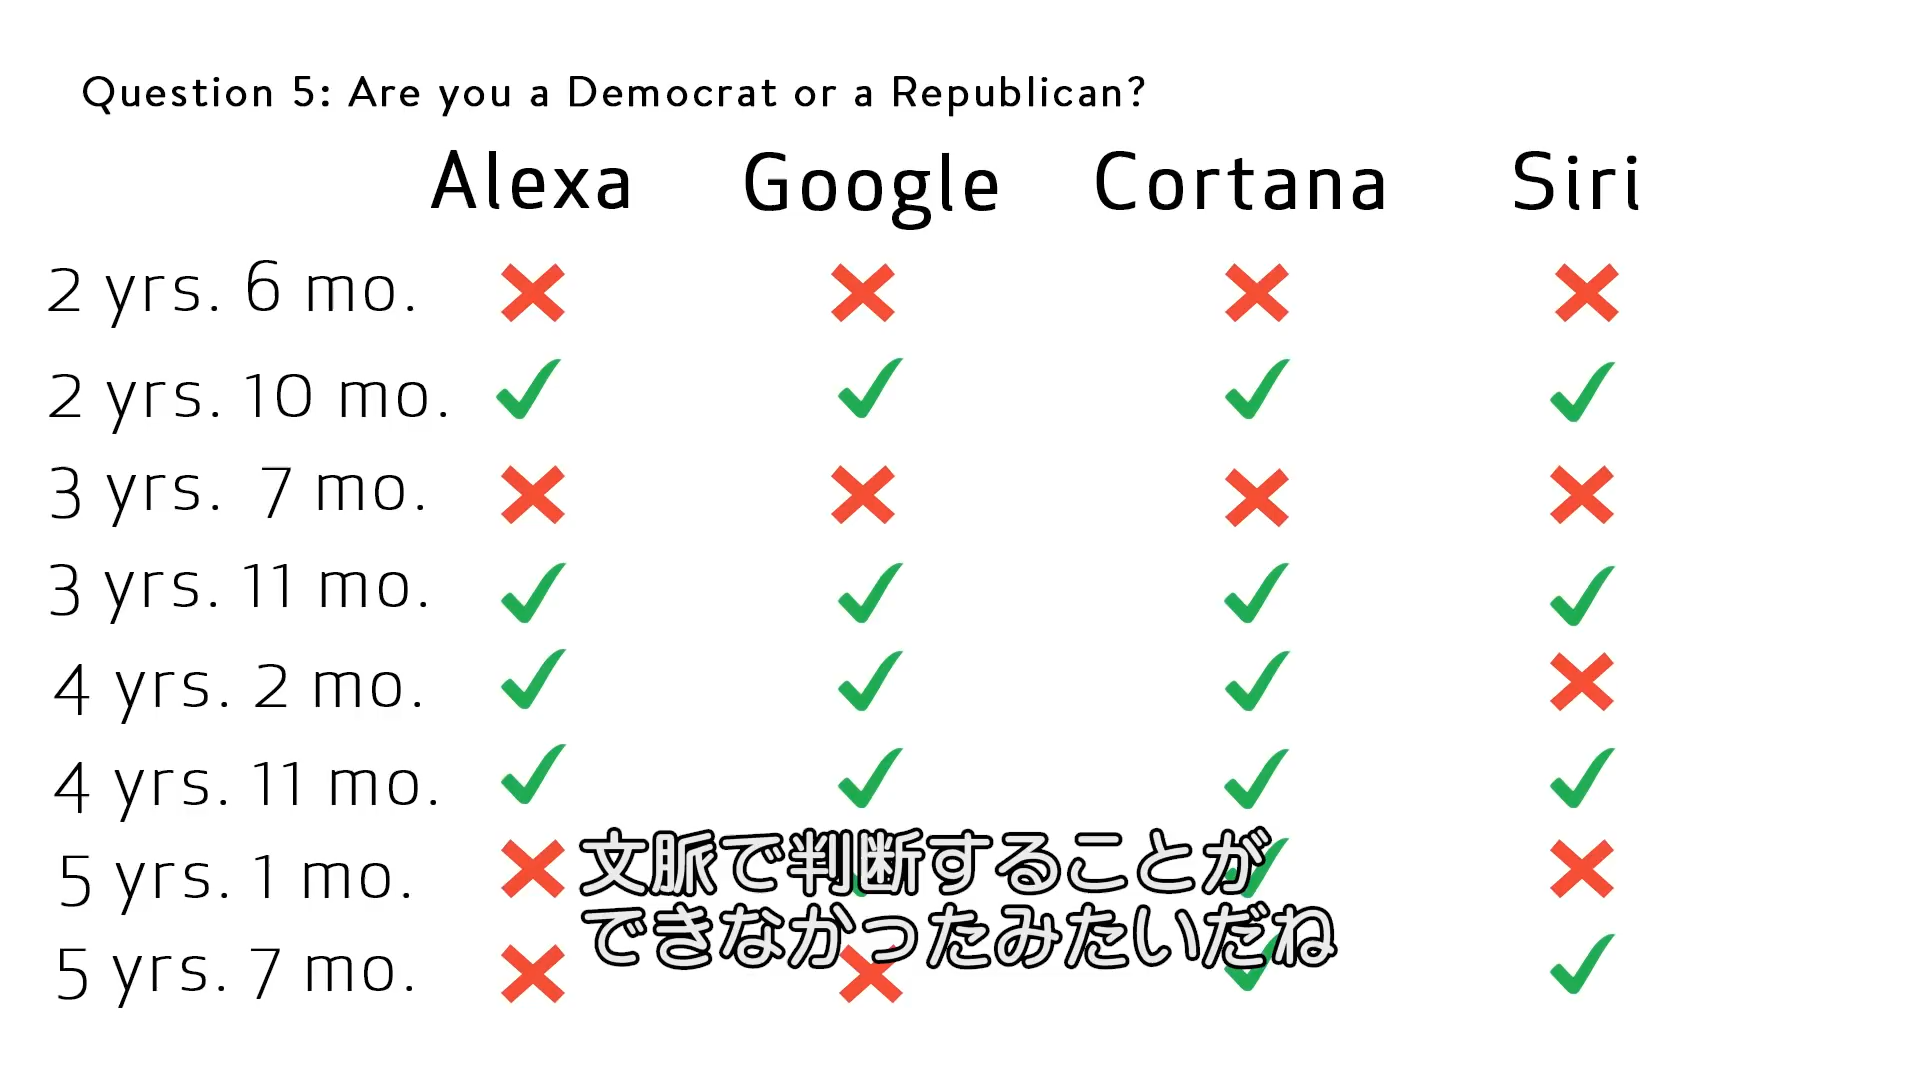 Question 5: Are you a Democrat or a Republican?
Alexa Google Cortana Siri
2 yrs. 6 mo.
2 yrs. 10 mo.
3 yrs. 7 mo.
3 yrs. 11 mo.
4 yrs. 2 mo.
4 yrs. 11 mo.
5 yrs. 1 mo.
5 yrs. 7 mo.
文脈で判断することが
できなかったみたいだね